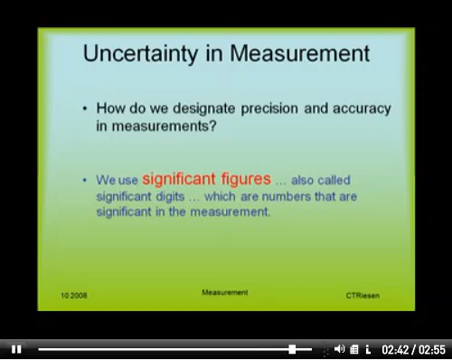 Uncertainty in Measurement
• How do we designate precision and accuracy
in measurements?
• We use significant figures ... also called
significant digits ... which are numbers that are
significant in the measurement.
10.2008
Measurement
CTRiesen
02:42 / 02:55